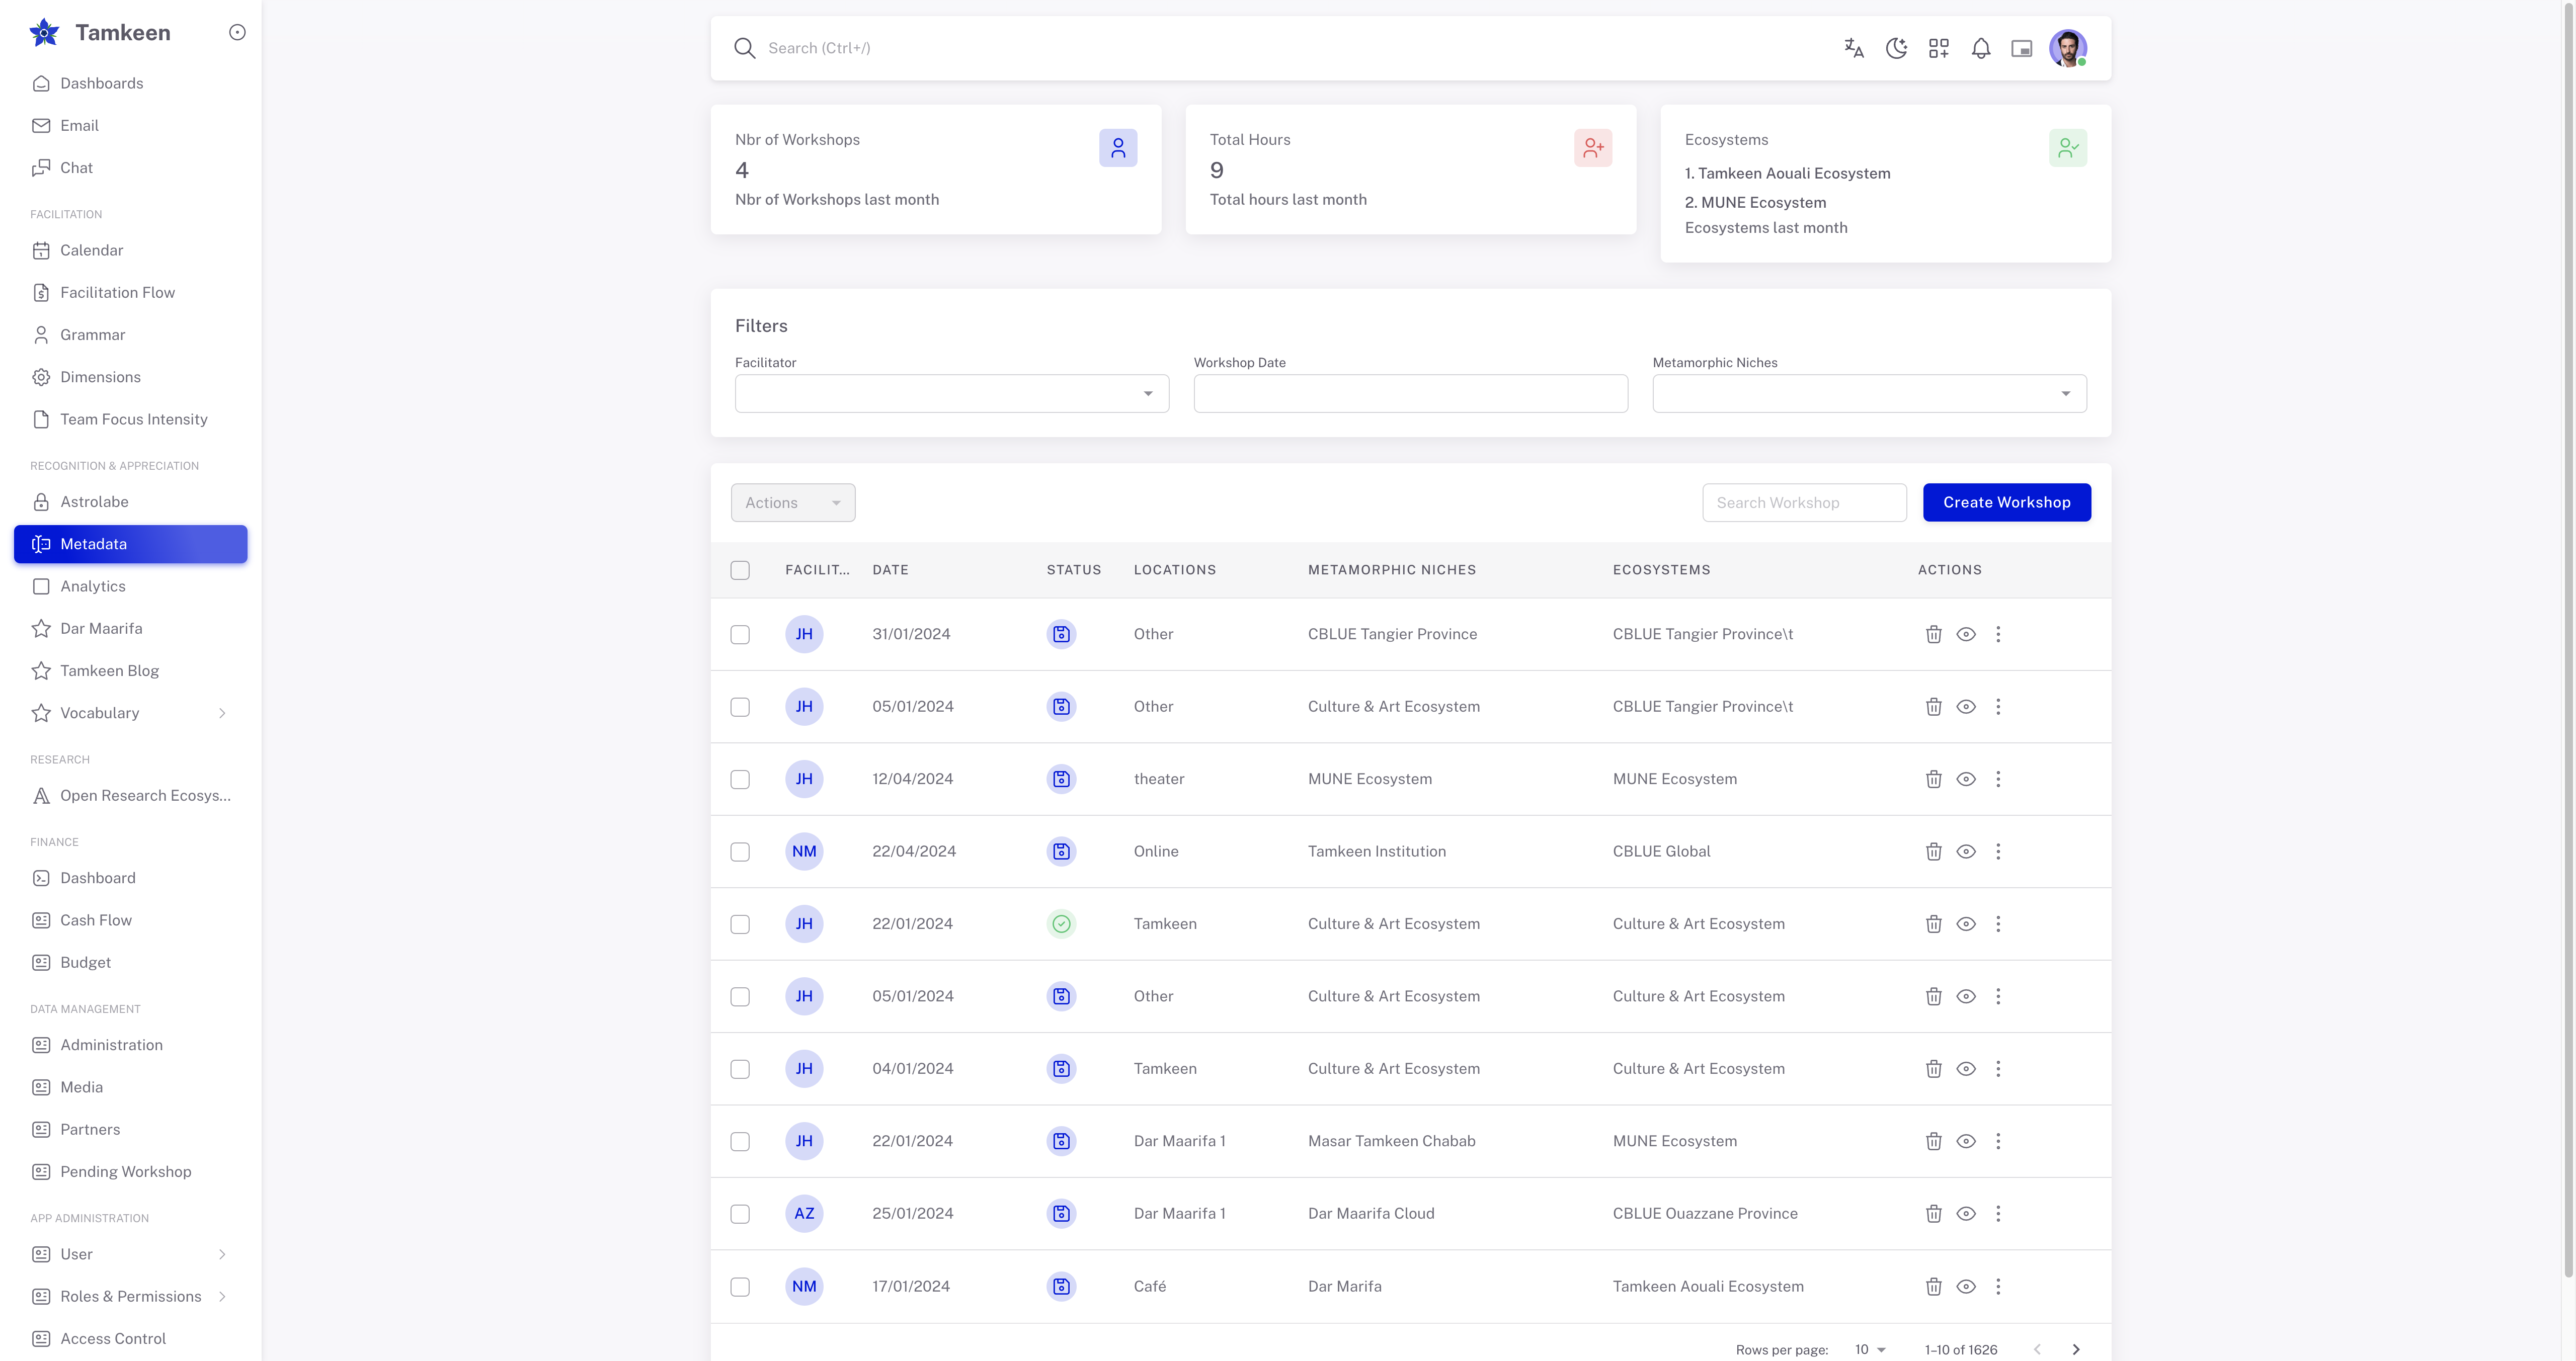 Tamkeen
Dashboards
Email
Chat
FACILITATION
Calendar
Facilitation Flow
Grammar
Dimensions
Team Focus Intensity
RECOGNITION & APPRECIATION
Astrolabe
Metadata
Analytics
Dar Maarifa
Tamkeen Blog
Vocabulary
RESEARCH
Open Research Ecosys...
FINANCE
Dashboard
Cash Flow
Budget
DATA MANAGEMENT
Administration
Media
Partners
Pending Workshop
APP ADMINISTRATION
User
Roles & Permissions
Access Control
Search (Ctrl+/)
Nbr of Workshops
4
Nbr of Workshops last month
Total Hours
9
Total hours last month
Ecosystems
1. Tamkeen Aouali Ecosystem
2. MUNE Ecosystem
Ecosystems last month
Filters
Facilitator Workshop Date Metamorphic Niches
Actions Search Workshop Create Workshop
FACILIT... DATE STATUS LOCATIONS METAMORPHIC NICHES ECOSYSTEMS ACTIONS
JH 31/01/2024 Other CBLUE Tangier Province CBLUE Tangier Province\t
JH 05/01/2024 Other Culture & Art Ecosystem CBLUE Tangier Province\t
JH 12/04/2024 theater MUNE Ecosystem MUNE Ecosystem
NM 22/04/2024 Online Tamkeen Institution CBLUE Global
JH 22/01/2024 Tamkeen Culture & Art Ecosystem Culture & Art Ecosystem
JH 05/01/2024 Other Culture & Art Ecosystem Culture & Art Ecosystem
JH 04/01/2024 Tamkeen Culture & Art Ecosystem Culture & Art Ecosystem
JH 22/01/2024 Dar Maarifa 1 Masar Tamkeen Chabab MUNE Ecosystem
AZ 25/01/2024 Dar Maarifa 1 Dar Maarifa Cloud CBLUE Ouazzane Province
NM 17/01/2024 Café Dar Marifa Tamkeen Aouali Ecosystem
Rows per page: 10 1–10 of 1626